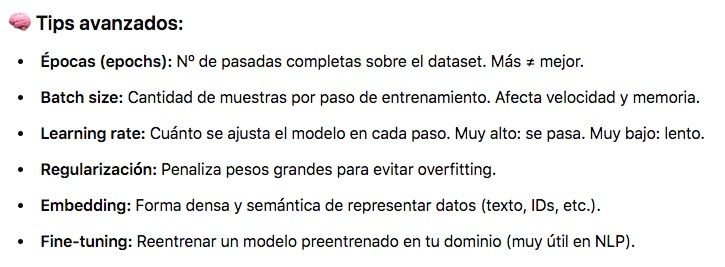 🧠 Tips avanzados:
• Épocas (epochs): Nº de pasadas completas sobre el dataset. Más ≠ mejor.
• Batch size: Cantidad de muestras por paso de entrenamiento. Afecta velocidad y memoria.
• Learning rate: Cuánto se ajusta el modelo en cada paso. Muy alto: se pasa. Muy bajo: lento.
• Regularización: Penaliza pesos grandes para evitar overfitting.
• Embedding: Forma densa y semántica de representar datos (texto, IDs, etc.).
• Fine-tuning: Reentrenar un modelo preentrenado en tu dominio (muy útil en NLP).